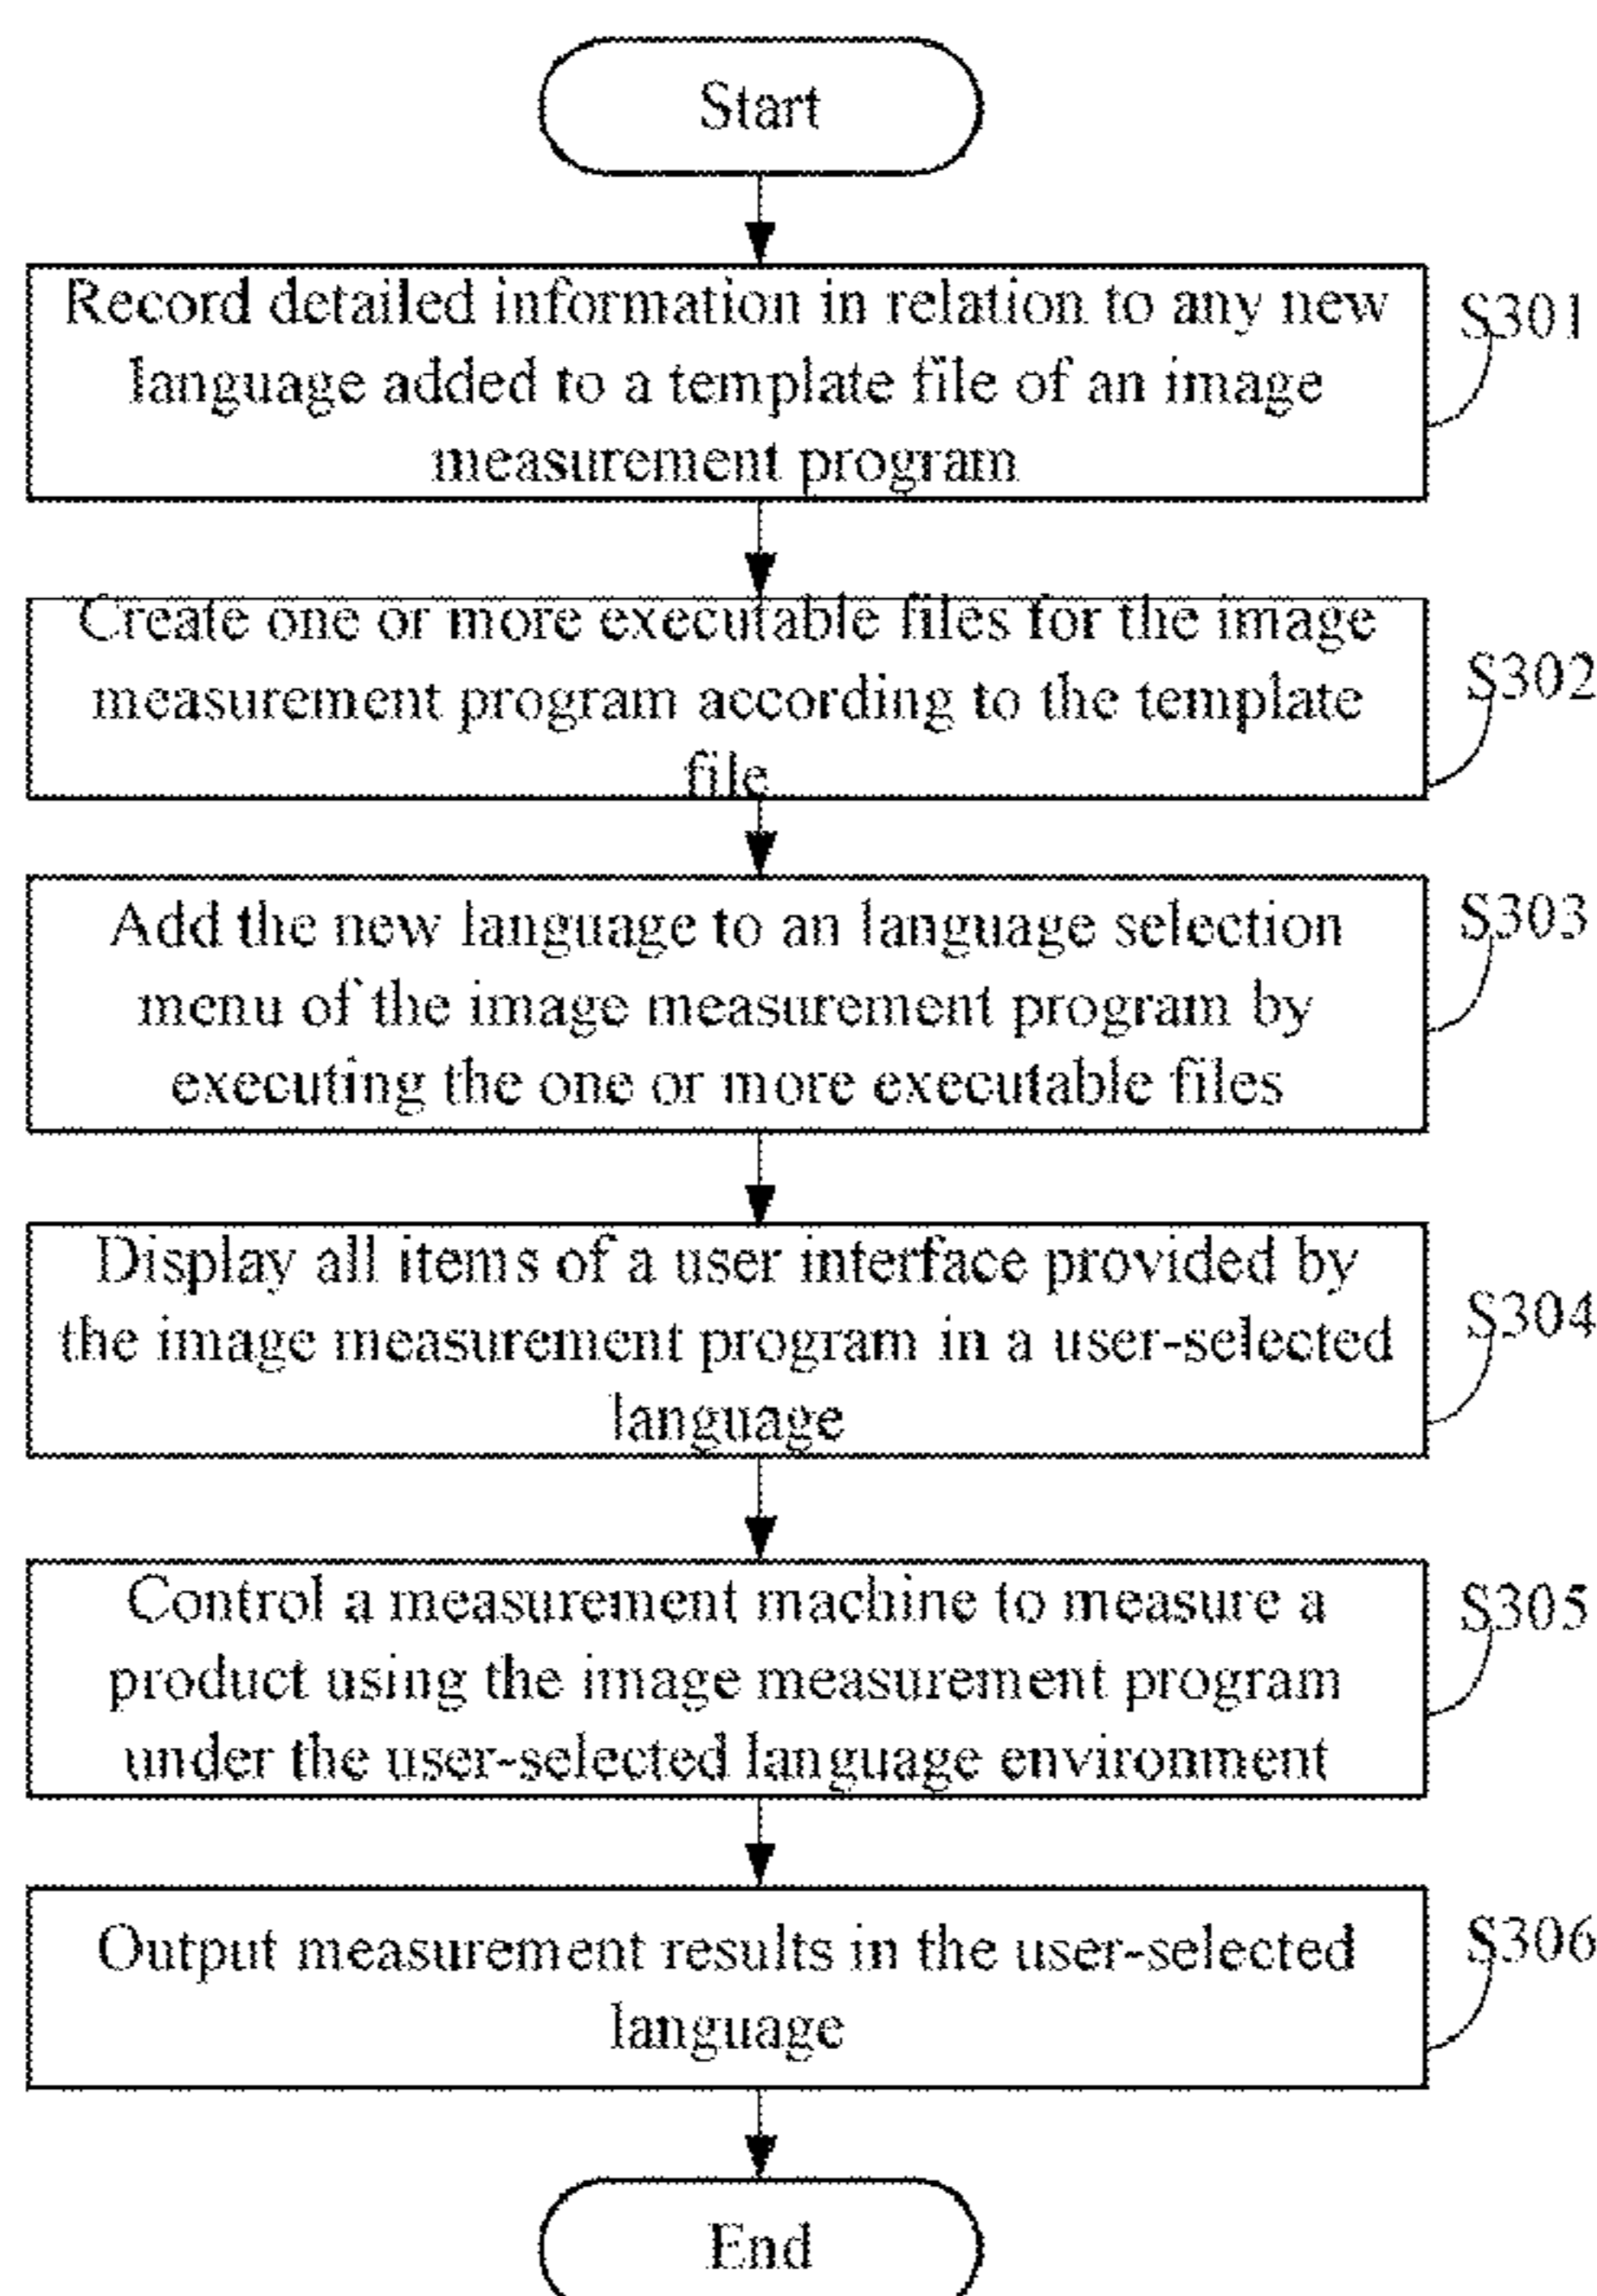 Start
Record detailed information in relation to any new
language added to a template file of an image
measurement program
S301
Create one or more executable files for the image
measurement program according to the template
file
S302
Add the new language to an language selection
menu of the image measurement program by
executing the one or more executable files
S303
Display all items of a user interface provided by
the image measurement program in a user-selected
language
S304
Control a measurement machine to measure a
product using the image measurement program
under the user-selected language environment
S305
Output measurement results in the user-selected
language
S306
End